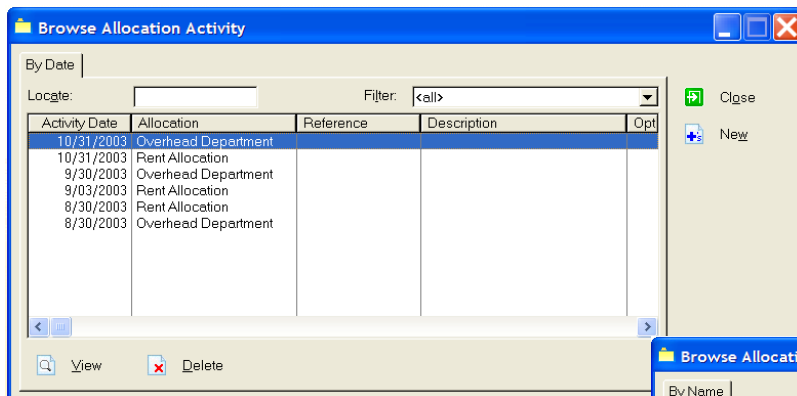 Browse Allocation Activity
By Date
Locate: Filter: <all>
Close
Activity Date Allocation Reference Description Opt
New
10/31/2003 Overhead Department
10/31/2003 Rent Allocation
9/30/2003 Overhead Department
9/03/2003 Rent Allocation
8/30/2003 Rent Allocation
8/30/2003 Overhead Department
View Delete
Browse Allocati
By Name